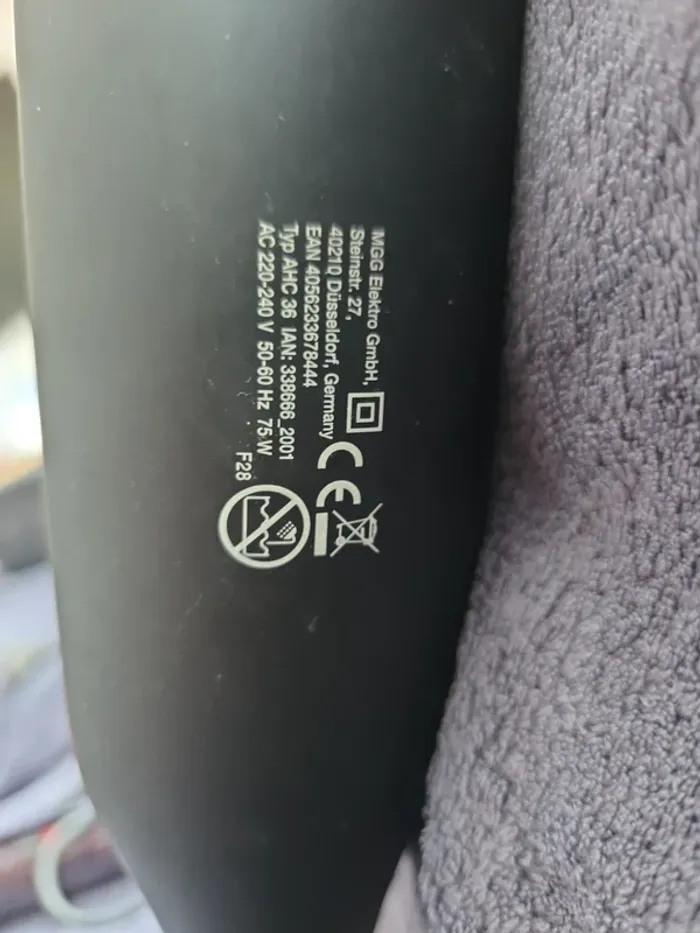 MGG Elektro GmbH,
Steinstr. 27,
40210 Düsseldorf, Germany
EAN 4056233678444
Typ AHC 36 IAN: 338666_2001
AC 220-240 V 50-60 Hz 75 W
F28
CE